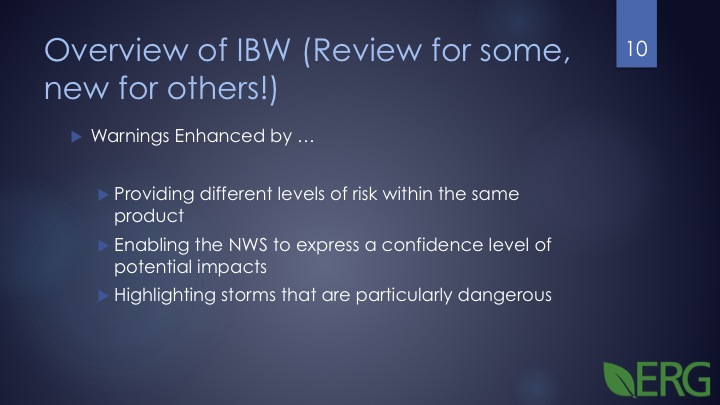 Overview of IBW (Review for some,
new for others!)
10
Warnings Enhanced by …
Providing different levels of risk within the same
product
Enabling the NWS to express a confidence level of
potential impacts
Highlighting storms that are particularly dangerous
ERG